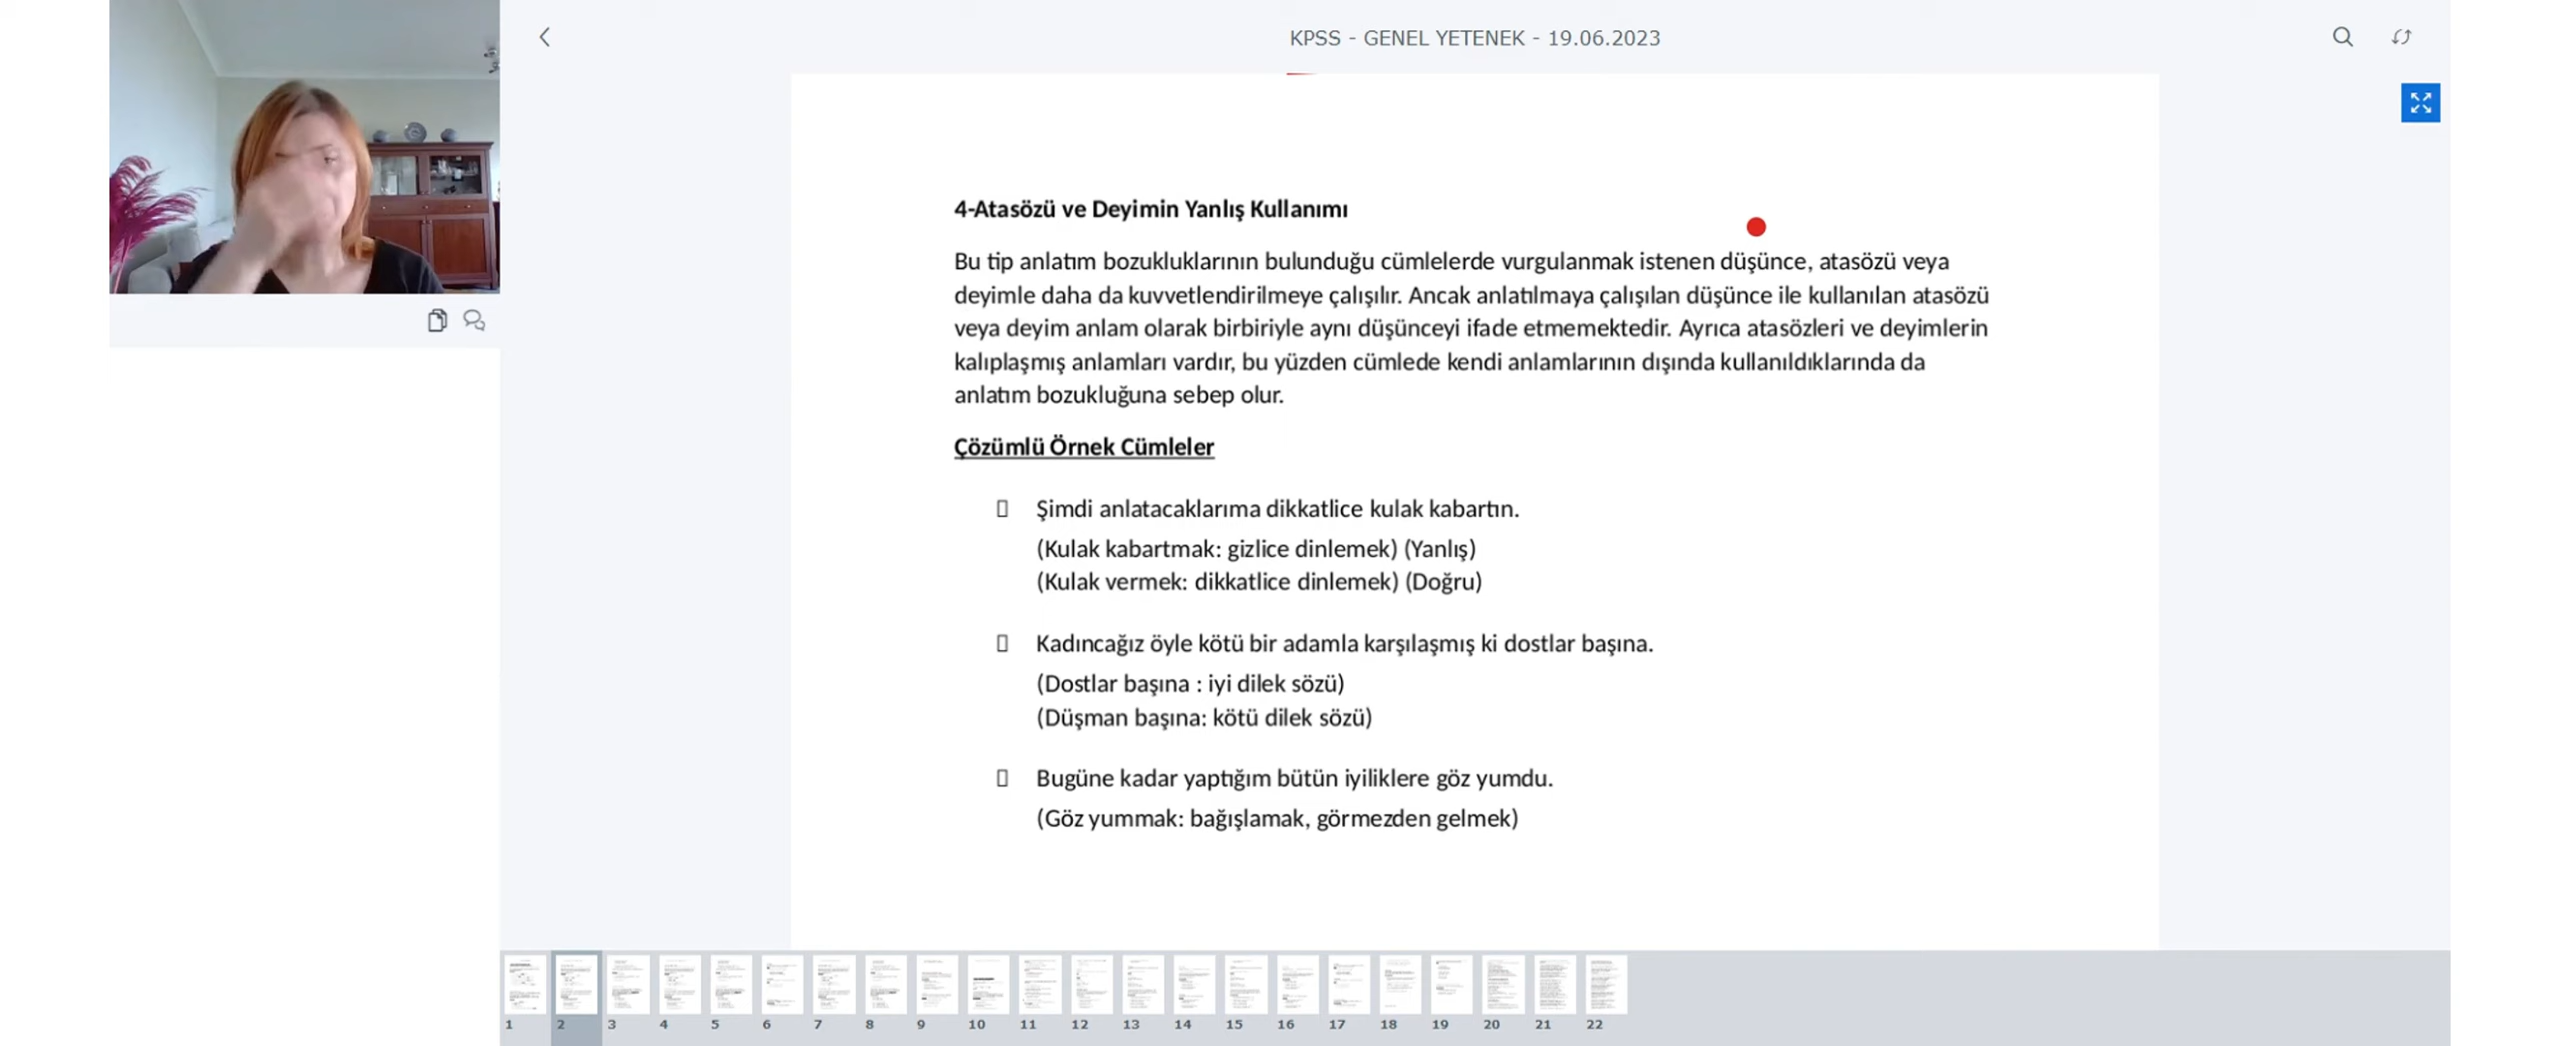 KPSS - GENEL YETENEK - 19.06.2023
4-Atasözü ve Deyimin Yanlış Kullanımı
Bu tip anlatım bozukluklarının bulunduğu cümlelerde vurgulanmak istenen düşünce, atasözü veya
deyimle daha da kuvvetlendirilmeye çalışılır. Ancak anlatılmaya çalışılan düşünce ile kullanılan atasözü
veya deyim anlam olarak birbiriyle aynı düşünceyi ifade etmemektedir. Ayrıca atasözleri ve deyimlerin
kalıplaşmış anlamları vardır, bu yüzden cümlede kendi anlamlarının dışında kullanıldıklarında da
anlatım bozukluğuna sebep olur.
Çözümlü Örnek Cümleler
Şimdi anlatacaklarıma dikkatlice kulak kabartın.
(Kulak kabartmak: gizlice dinlemek) (Yanlış)
(Kulak vermek: dikkatlice dinlemek) (Doğru)
Kadıncağız öyle kötü bir adamla karşılaşmış ki dostlar başına.
(Dostlar başına : iyi dilek sözü)
(Düşman başına: kötü dilek sözü)
Bugüne kadar yaptığım bütün iyiliklere göz yumdu.
(Göz yummak: bağışlamak, görmezden gelmek)
1 2 3 4 5 6 7 8 9 10 11 12 13 14 15 16 17 18 19 20 21 22